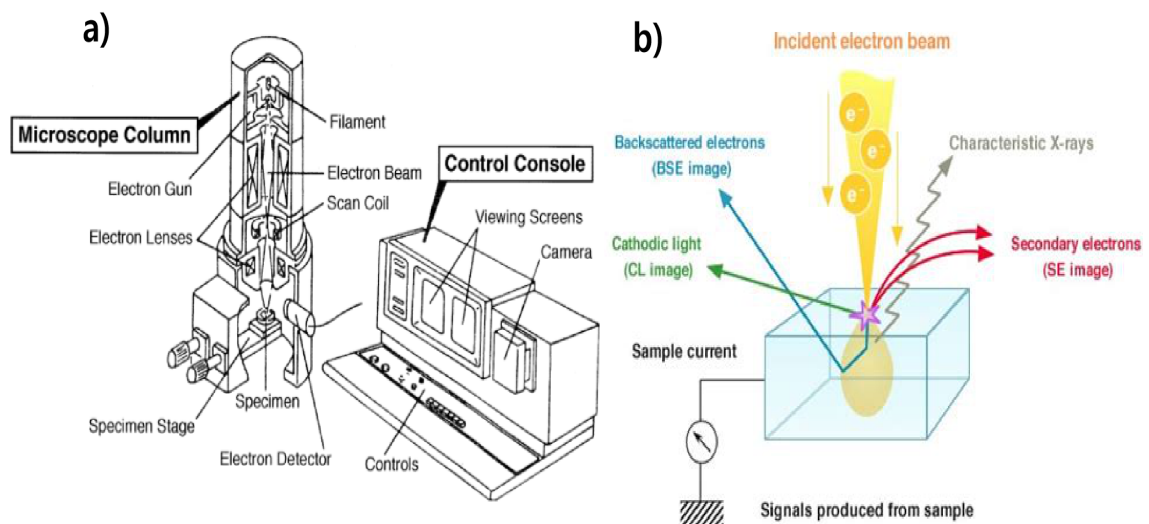 a)
Microscope Column
Filament
Electron Gun
Electron Beam
Scan Coil
Electron Lenses
Specimen
Specimen Stage
Electron Detector
Control Console
Viewing Screens
Camera
Controls
b)
Incident electron beam
e⁻
e⁻
e⁻
Backscattered electrons
(BSE image)
Characteristic X-rays
Cathodic light
(CL image)
Secondary electrons
(SE image)
Sample current
Signals produced from sample